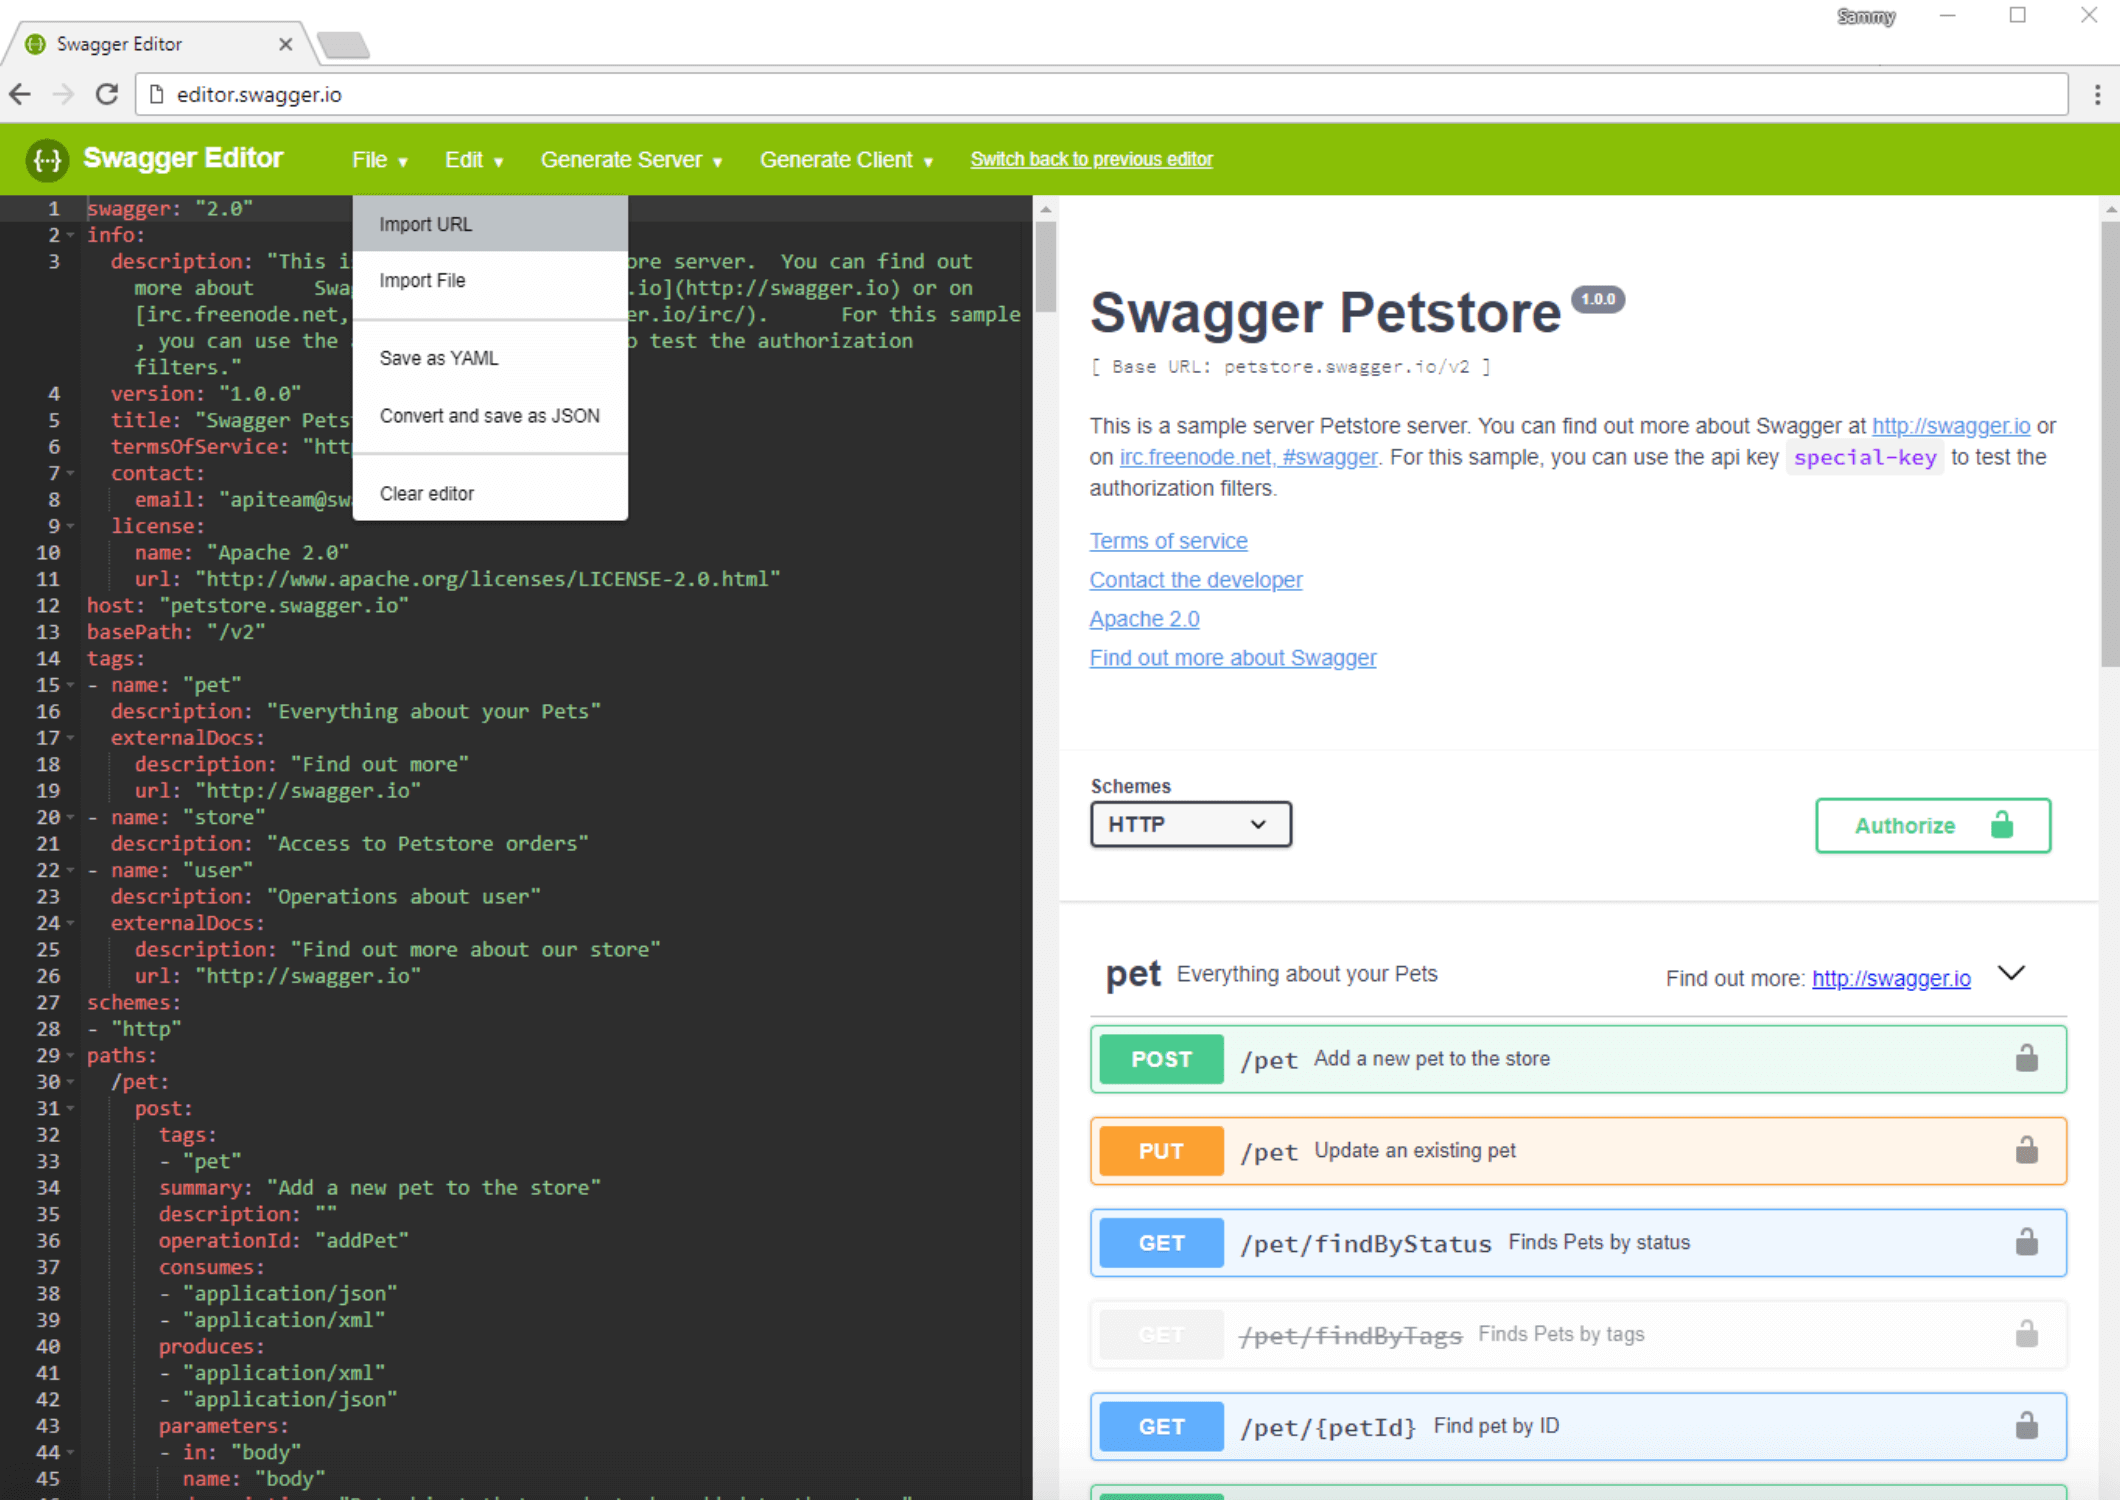 Sammy
Swagger Editor
editor.swagger.io
Swagger Editor File Edit Generate Server Generate Client Switch back to previous editor
Import URL
Import File
Save as YAML
Convert and save as JSON
Clear editor
1 swagger: "2.0"
2 info:
3 description: "This i ore server. You can find out
more about Swa .io](http://swagger.io) or on
[irc.freenode.net, er.io/irc/). For this sample
, you can use the o test the authorization
filters."
4 version: "1.0.0"
5 title: "Swagger Pets
6 termsOfService: "htt
7 contact:
8 email: "apiteam@sw
9 license:
10 name: "Apache 2.0"
11 url: "http://www.apache.org/licenses/LICENSE-2.0.html"
12 host: "petstore.swagger.io"
13 basePath: "/v2"
14 tags:
15 - name: "pet"
16 description: "Everything about your Pets"
17 externalDocs:
18 description: "Find out more"
19 url: "http://swagger.io"
20 - name: "store"
21 description: "Access to Petstore orders"
22 - name: "user"
23 description: "Operations about user"
24 externalDocs:
25 description: "Find out more about our store"
26 url: "http://swagger.io"
27 schemes:
28 - "http"
29 paths:
30 /pet:
31 post:
32 tags:
33 - "pet"
34 summary: "Add a new pet to the store"
35 description: ""
36 operationId: "addPet"
37 consumes:
38 - "application/json"
39 - "application/xml"
40 produces:
41 - "application/xml"
42 - "application/json"
43 parameters:
44 - in: "body"
45 name: "body"
Swagger Petstore 1.0.0
[ Base URL: petstore.swagger.io/v2 ]
This is a sample server Petstore server. You can find out more about Swagger at http://swagger.io or
on irc.freenode.net, #swagger. For this sample, you can use the api key special-key to test the
authorization filters.
Terms of service
Contact the developer
Apache 2.0
Find out more about Swagger
Schemes
HTTP
Authorize
pet Everything about your Pets Find out more: http://swagger.io
POST /pet Add a new pet to the store
PUT /pet Update an existing pet
GET /pet/findByStatus Finds Pets by status
GET /pet/findByTags Finds Pets by tags
GET /pet/{petId} Find pet by ID